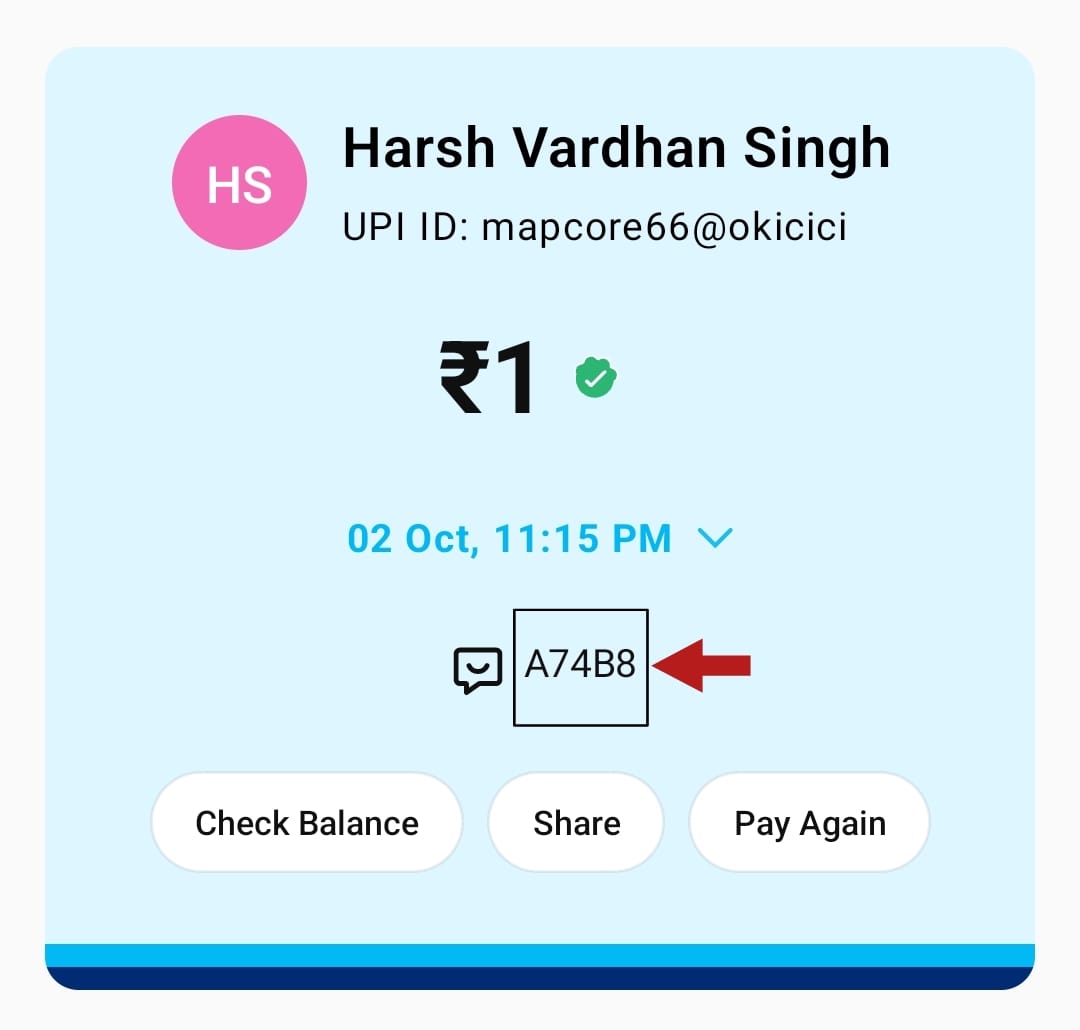 HS
Harsh Vardhan Singh
UPI ID: mapcore66@okicici
₹1
02 Oct, 11:15 PM
A74B8
Check Balance
Share
Pay Again